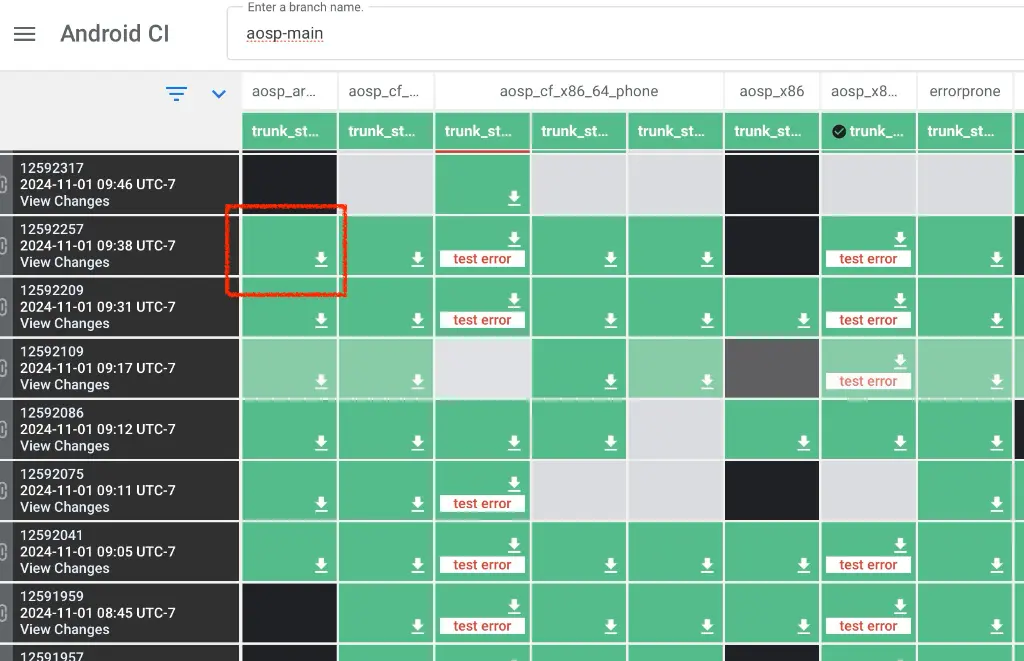 Enter a branch name.
Android CI
aosp-main
aosp_ar...
aosp_cf_...
aosp_cf_x86_64_phone
aosp_x86
aosp_x8...
errorprone
trunk_st...
trunk_st...
trunk_st...
trunk_st...
trunk_st...
trunk_st...
trunk_...
trunk_st...
12592317
2024-11-01 09:46 UTC-7
View Changes
12592257
2024-11-01 09:38 UTC-7
View Changes
test error
test error
12592209
2024-11-01 09:31 UTC-7
View Changes
test error
test error
12592109
2024-11-01 09:17 UTC-7
View Changes
test error
12592086
2024-11-01 09:12 UTC-7
View Changes
12592075
2024-11-01 09:11 UTC-7
View Changes
test error
12592041
2024-11-01 09:05 UTC-7
View Changes
test error
test error
12591959
2024-11-01 08:45 UTC-7
View Changes
test error
test error
12591957